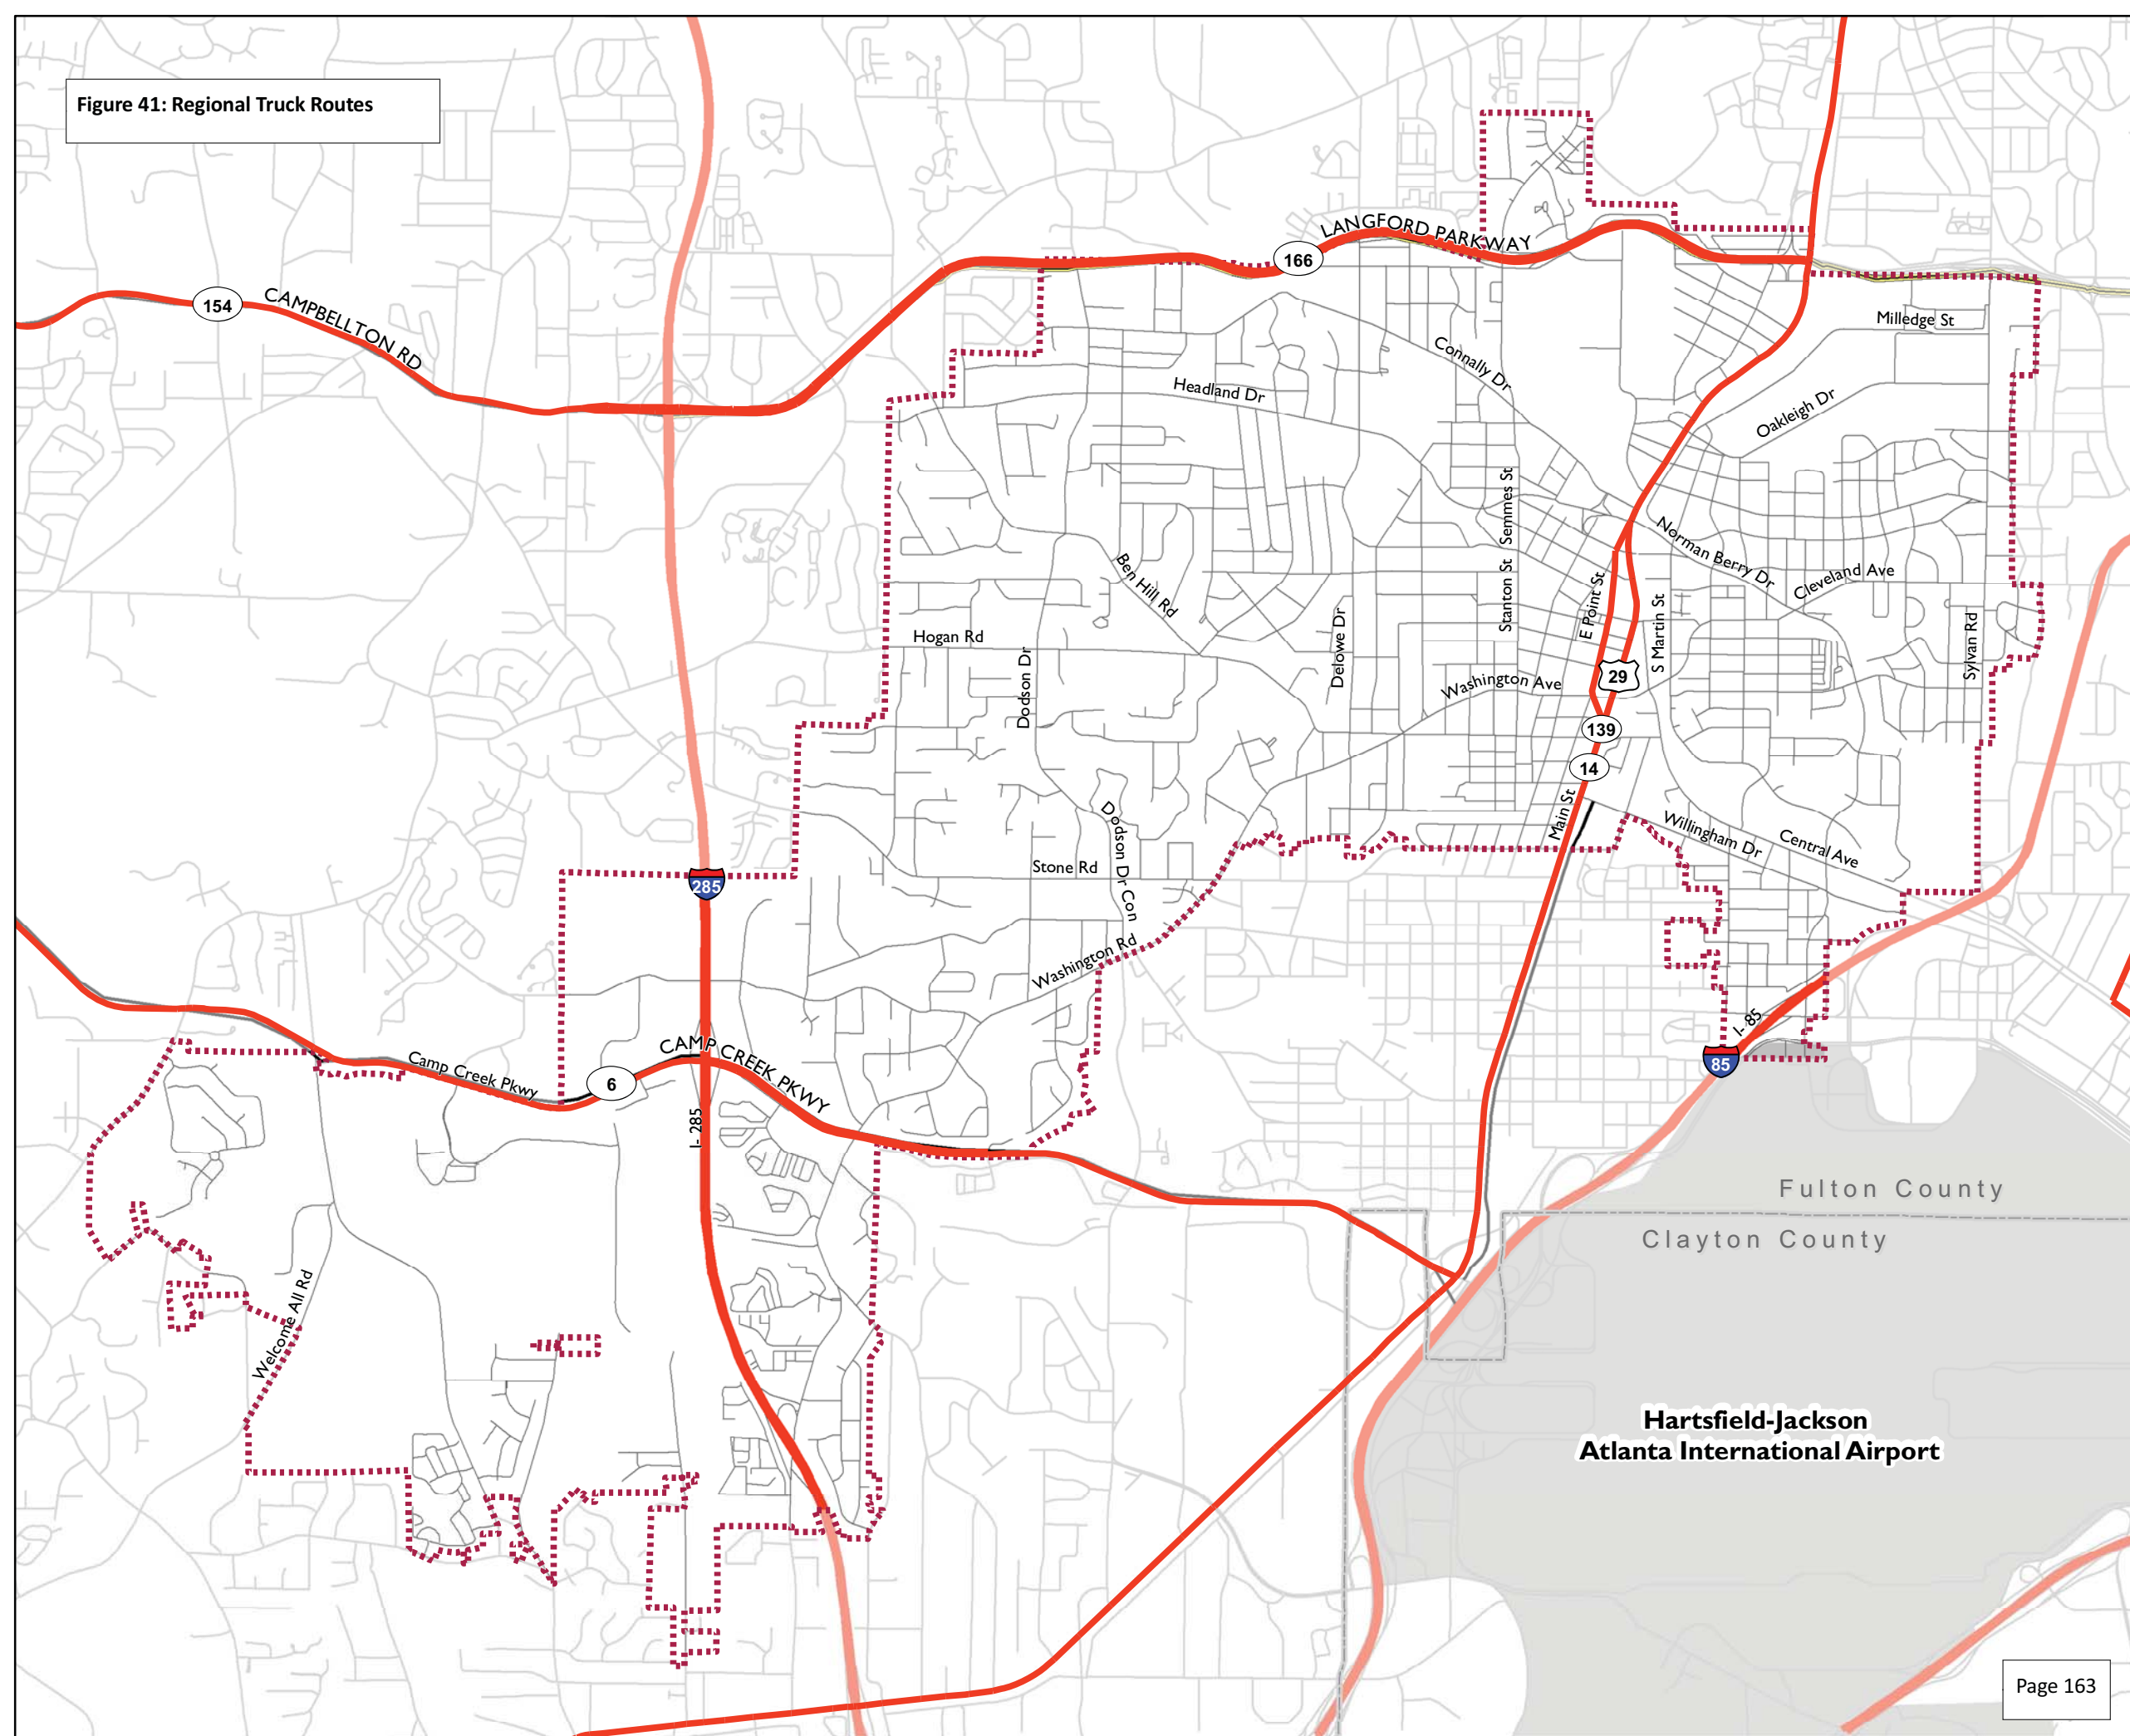 Figure 41: Regional Truck Routes
LANGFORD PARKWAY
166
154
CAMPBELLTON RD
Milledge St
Connally Dr
Headland Dr
Oakleigh Dr
Semmes St
Norman Berry Dr
Ben Hill Rd
Stanton St
E Point St
Cleveland Ave
Hogan Rd
Dodson Dr
Delowe Dr
S Martin St
Sylvan Rd
29
Washington Ave
139
14
Main St
Dodson Dr Con
Willingham Dr
Central Ave
Stone Rd
285
Washington Rd
I- 85
85
CAMP CREEK PKWY
Camp Creek Pkwy
6
I- 285
Fulton County
Clayton County
Welcome All Rd
Hartsfield-Jackson
Atlanta International Airport
Page 163